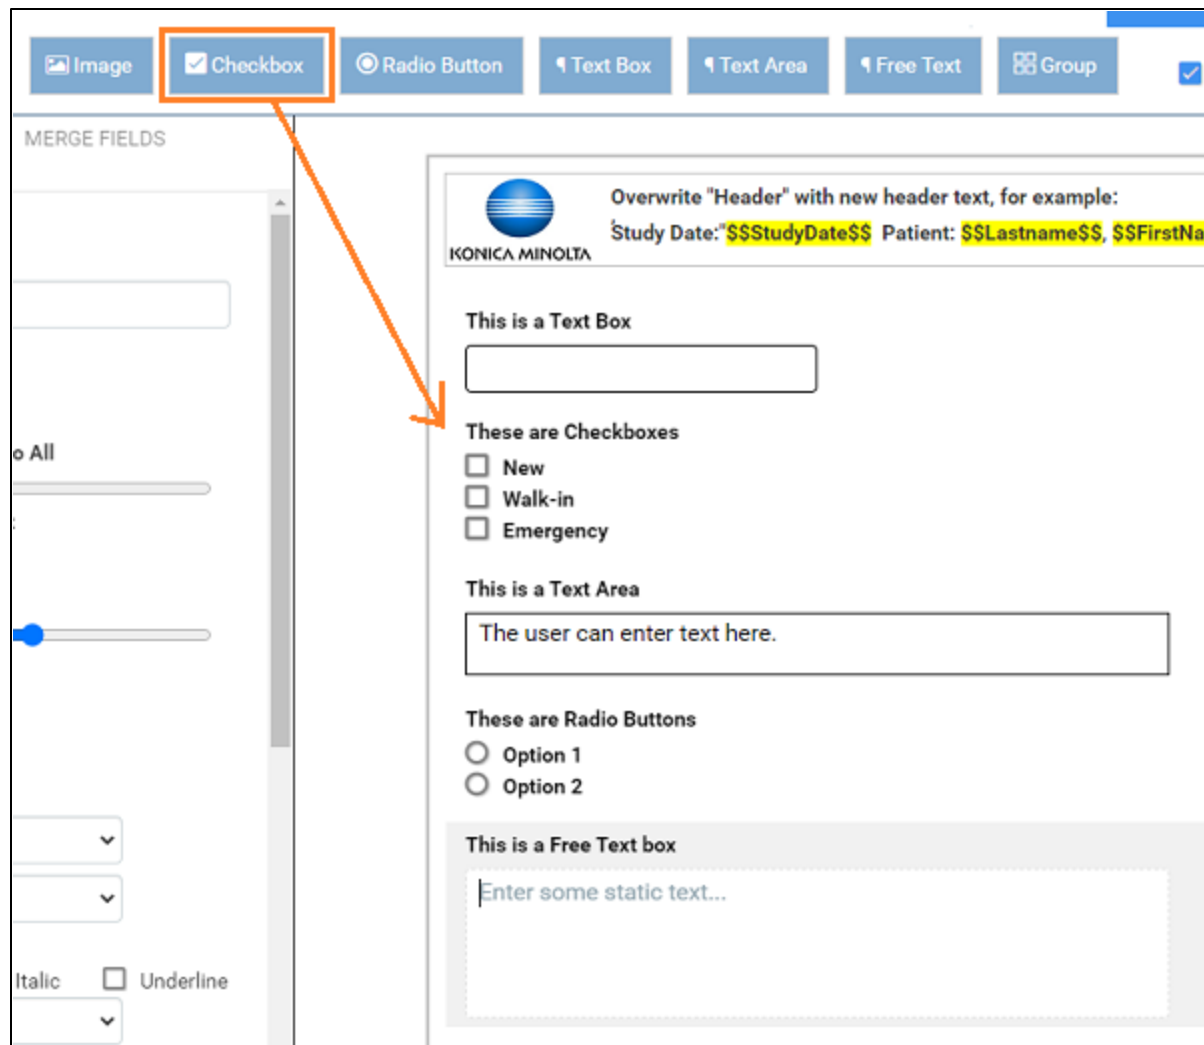 Image
Checkbox
Radio Button
¶ Text Box
¶ Text Area
¶ Free Text
Group
MERGE FIELDS
KONICA MINOLTA
Overwrite "Header" with new header text, for example:
Study Date:"$$StudyDate$$ Patient: $$Lastname$$, $$FirstNa
This is a Text Box
These are Checkboxes
New
o All
Walk-in
Emergency
This is a Text Area
The user can enter text here.
These are Radio Buttons
Option 1
Option 2
This is a Free Text box
Enter some static text...
Italic
Underline